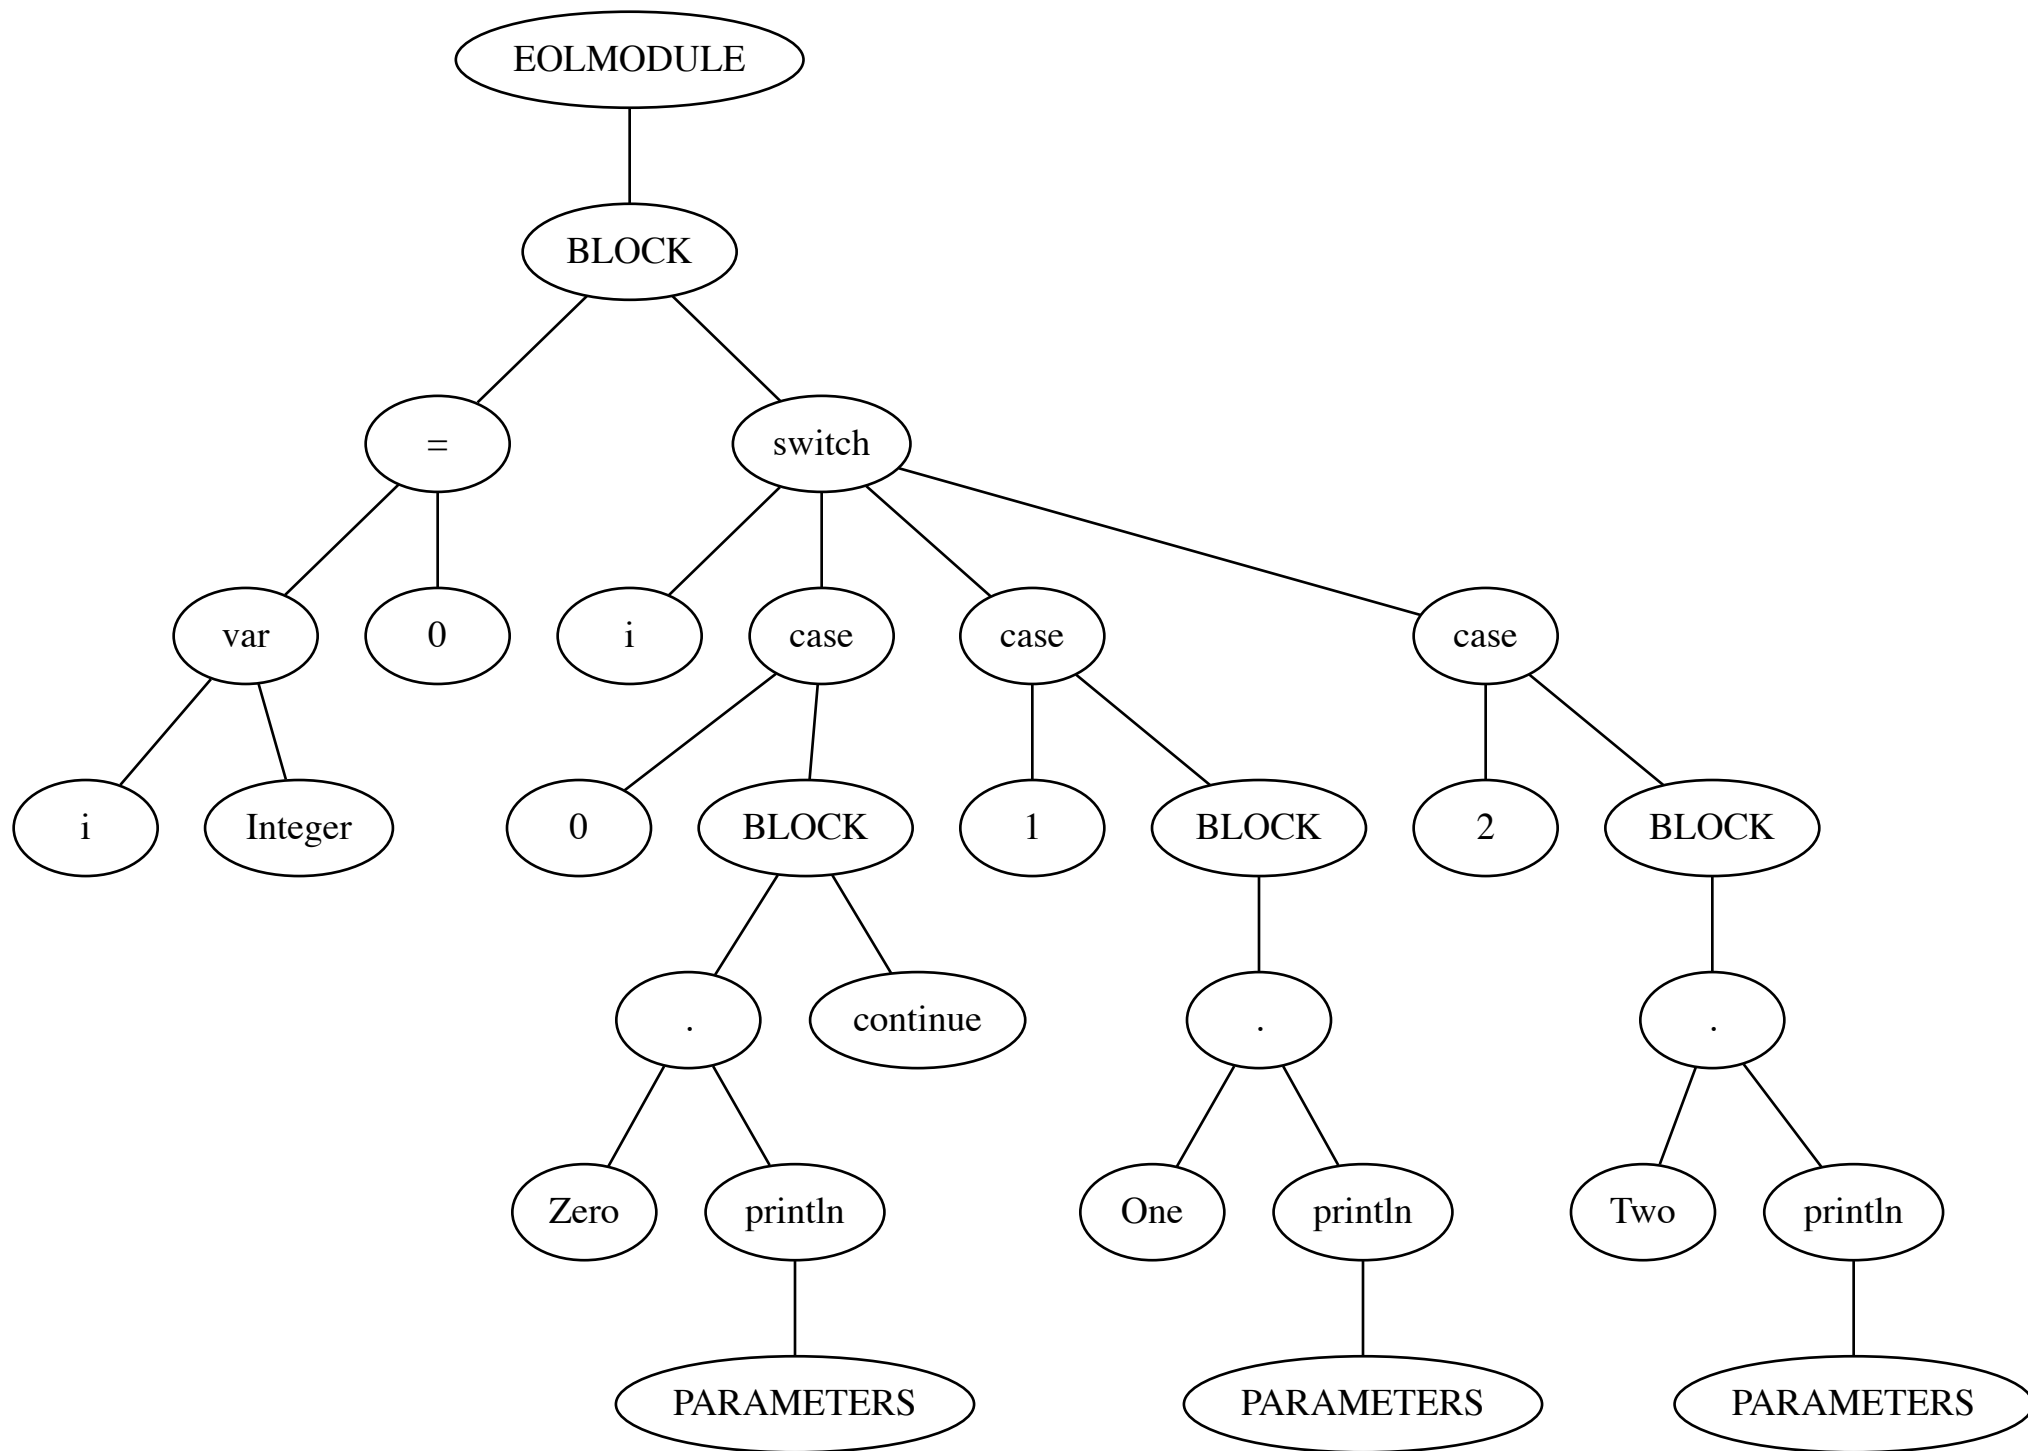 EOLMODULE
BLOCK
=
switch
var
0
i
case
case
case
i
Integer
0
BLOCK
1
BLOCK
2
BLOCK
.
continue
.
.
Zero
println
One
println
Two
println
PARAMETERS
PARAMETERS
PARAMETERS